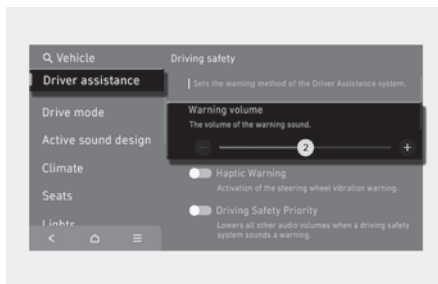 Vehicle
Driving safety
Driver assistance
Sets the warning method of the Driver Assistance system.
Drive mode
Warning volume
The volume of the warning sound.
Active sound design
2
Climate
Haptic Warning
Activation of the steering wheel vibration warning.
Seats
Driving Safety Priority
Lights
Lowers all other audio volumes when a driving safety
system sounds a warning.